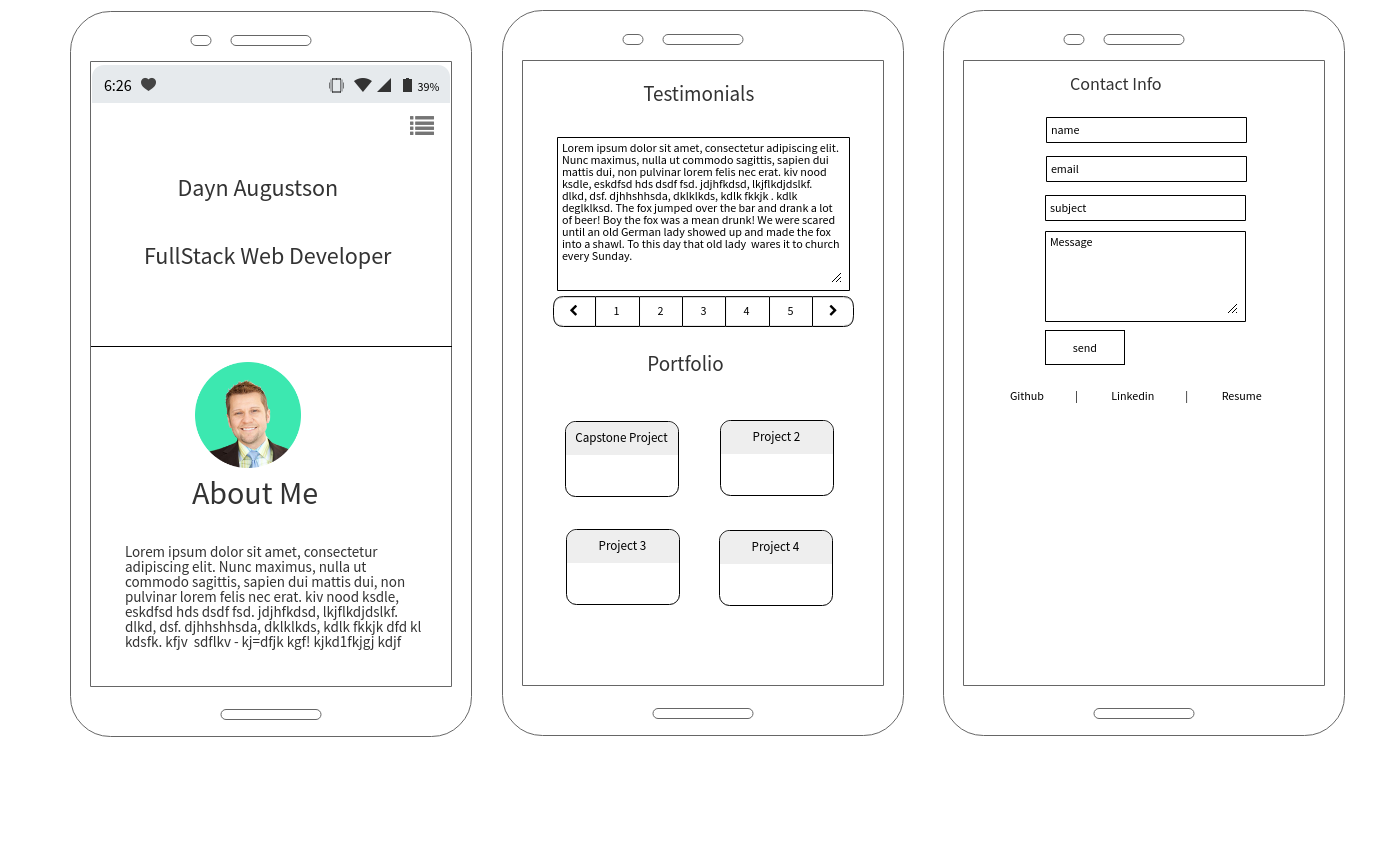 6:26
39%
Dayn Augustson
FullStack Web Developer
About Me
Lorem ipsum dolor sit amet, consectetur
adipiscing elit. Nunc maximus, nulla ut
commodo sagittis, sapien dui mattis dui, non
pulvinar lorem felis nec erat. kiv nood ksdle,
eskdfsd hds dsdf fsd. jdjhfkdsd, lkjflkdjdslkf.
dlkd, dsf. djhhshhsda, dklklkds, kdlk fkkjk dfd kl
kdsfk. kfjv  sdflkv - kj=dfjk kgf! kjkd1fkjgj kdjf
Testimonials
Lorem ipsum dolor sit amet, consectetur adipiscing elit.
Nunc maximus, nulla ut commodo sagittis, sapien dui
mattis dui, non pulvinar lorem felis nec erat. kiv nood
ksdle, eskdfsd hds dsdf fsd. jdjhfkdsd, lkjflkdjdslkf.
dlkd, dsf. djhhshhsda, dklklkds, kdlk fkkjk . kdlk
deglklksd. The fox jumped over the bar and drank a lot
of beer! Boy the fox was a mean drunk! We were scared
until an old German lady showed up and made the fox
into a shawl. To this day that old lady  wares it to church
every Sunday.
1 2 3 4 5
Portfolio
Capstone Project
Project 2
Project 3
Project 4
Contact Info
name
email
subject
Message
send
Github | Linkedin | Resume